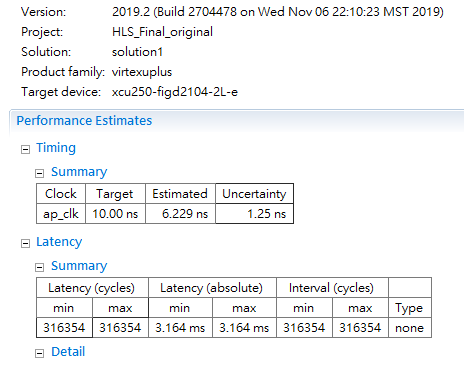 Version: 2019.2 (Build 2704478 on Wed Nov 06 22:10:23 MST 2019)
Project: HLS_Final_original
Solution: solution1
Product family: virtexuplus
Target device: xcu250-figd2104-2L-e
Performance Estimates
Timing
Summary
Clock Target Estimated Uncertainty
ap_clk 10.00 ns 6.229 ns 1.25 ns
Latency
Summary
Latency (cycles) Latency (absolute) Interval (cycles)
min max min max min max Type
316354 316354 3.164 ms 3.164 ms 316354 316354 none
Detail